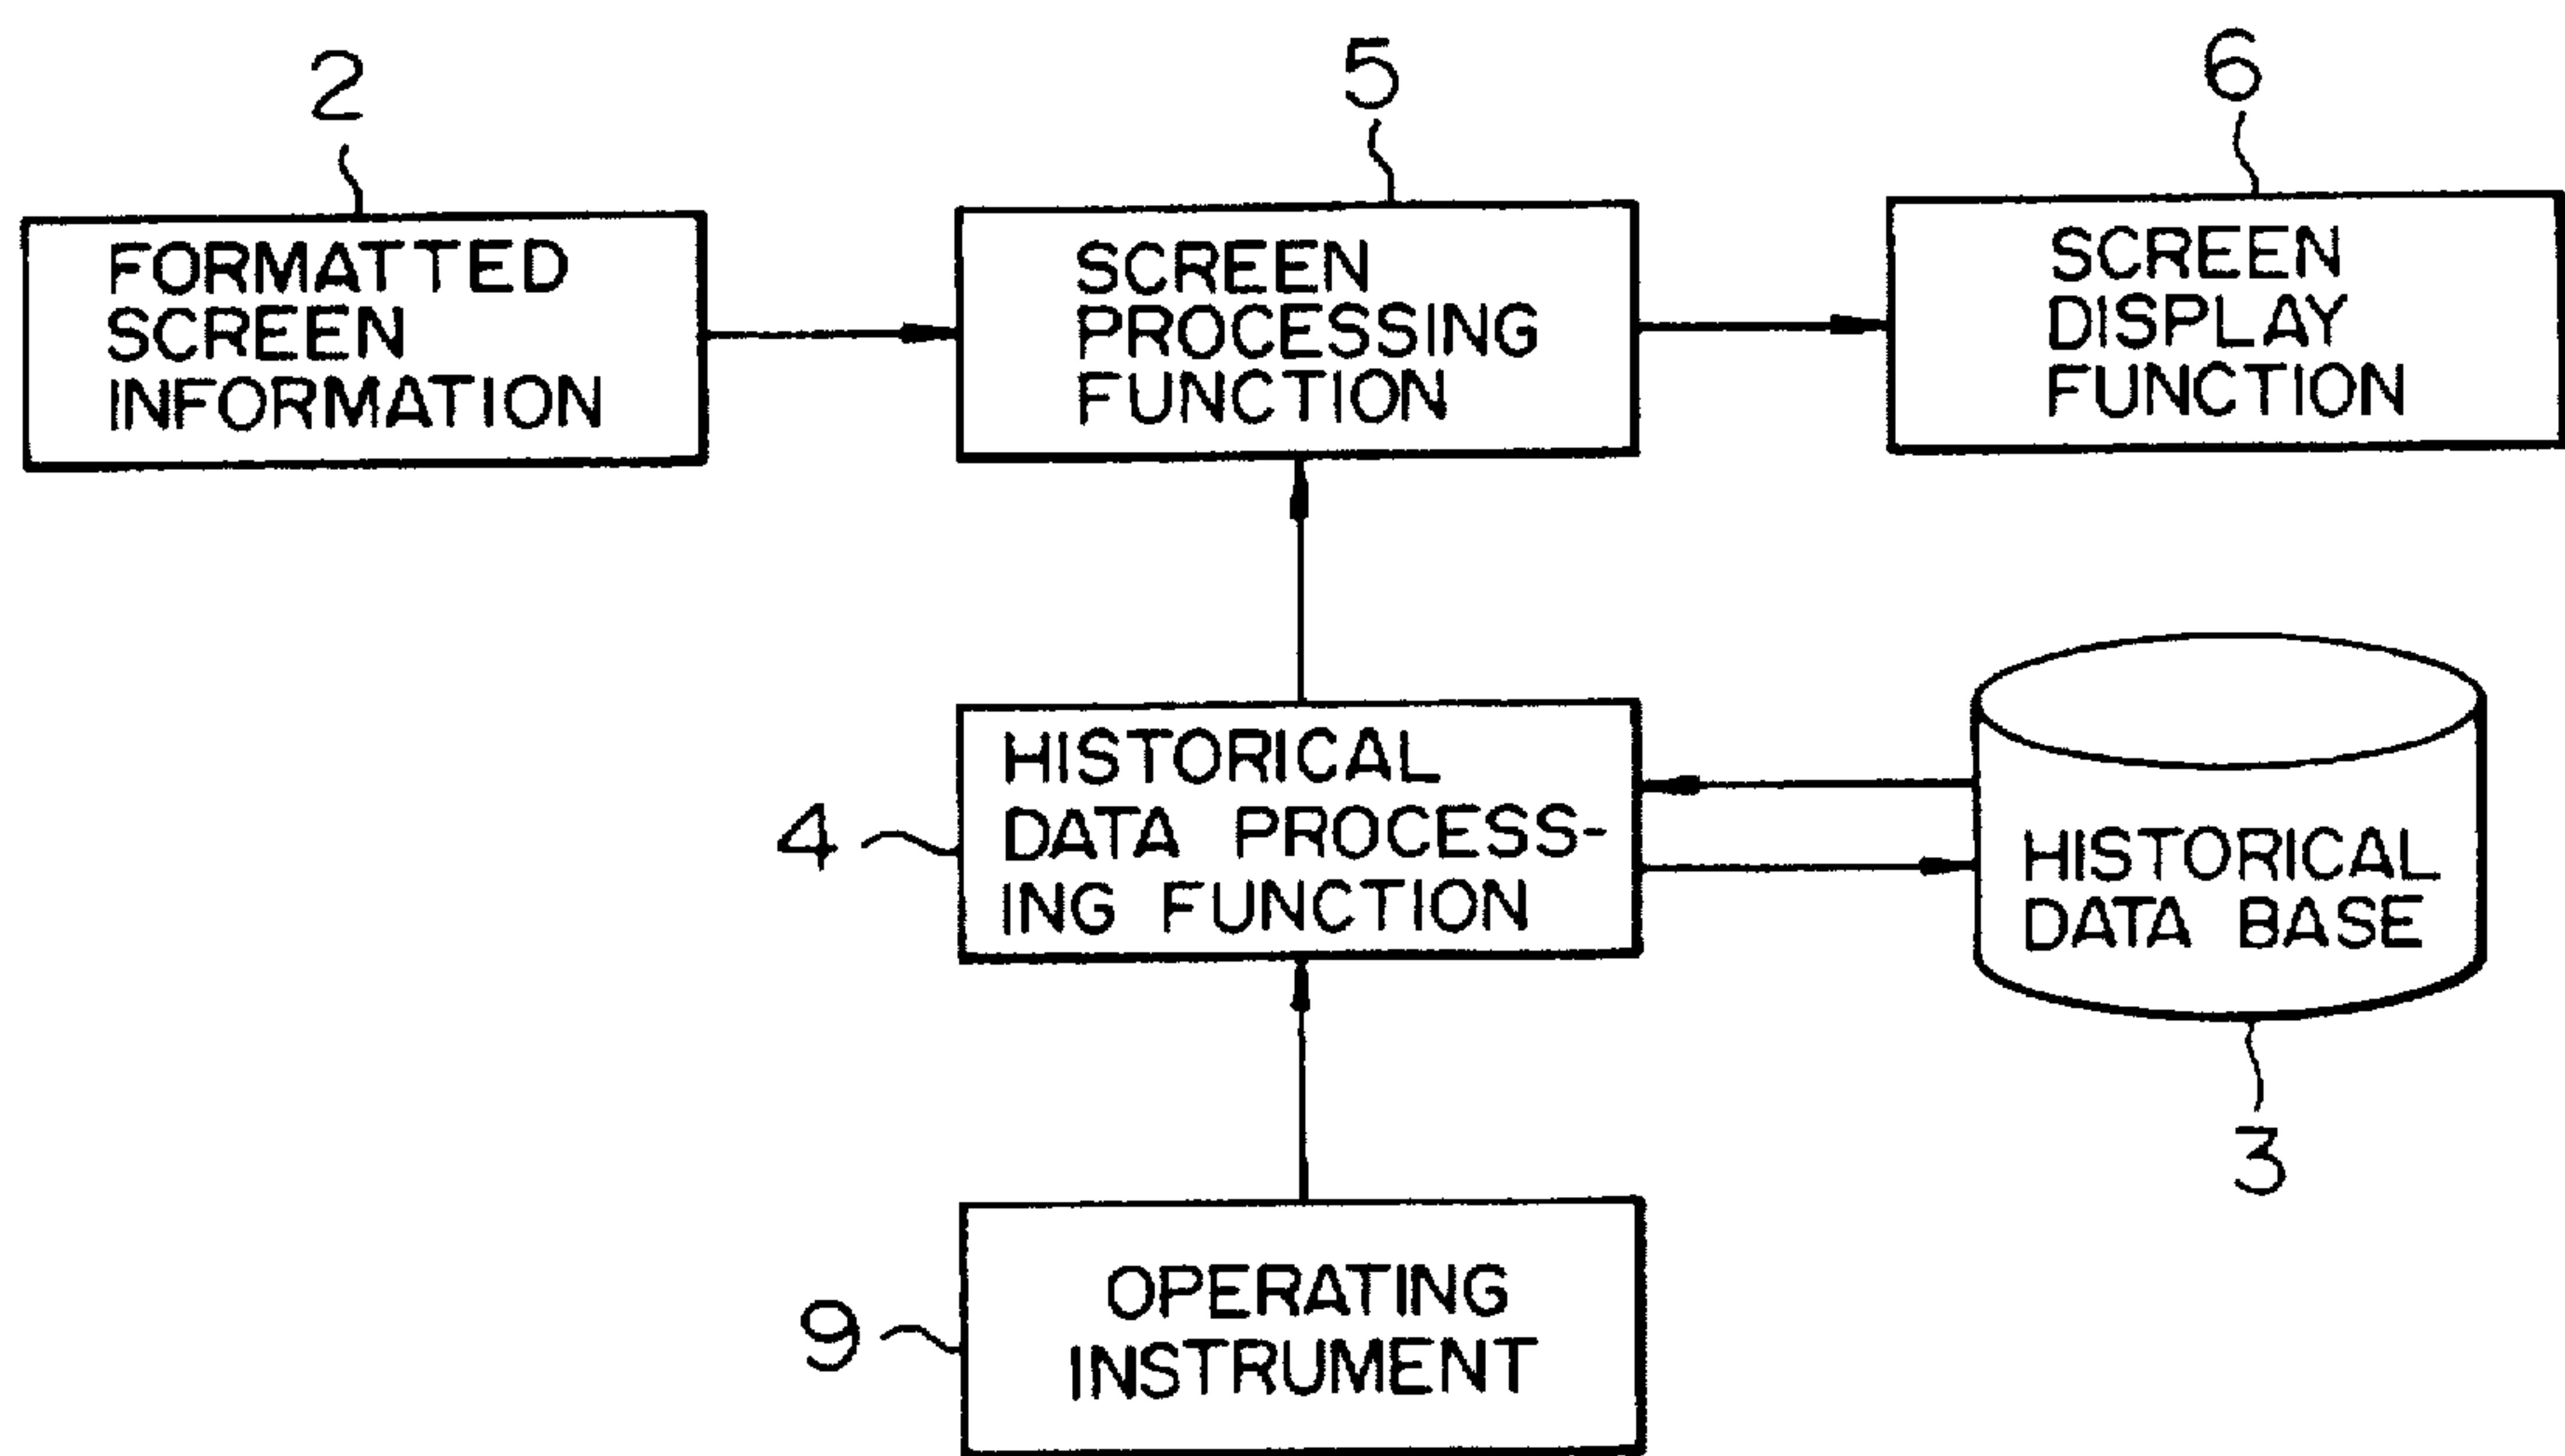 2
5
6
FORMATTED
SCREEN
INFORMATION
SCREEN
PROCESSING
FUNCTION
SCREEN
DISPLAY
FUNCTION
4
HISTORICAL
DATA PROCESS-
ING FUNCTION
HISTORICAL
DATA BASE
3
9
OPERATING
INSTRUMENT